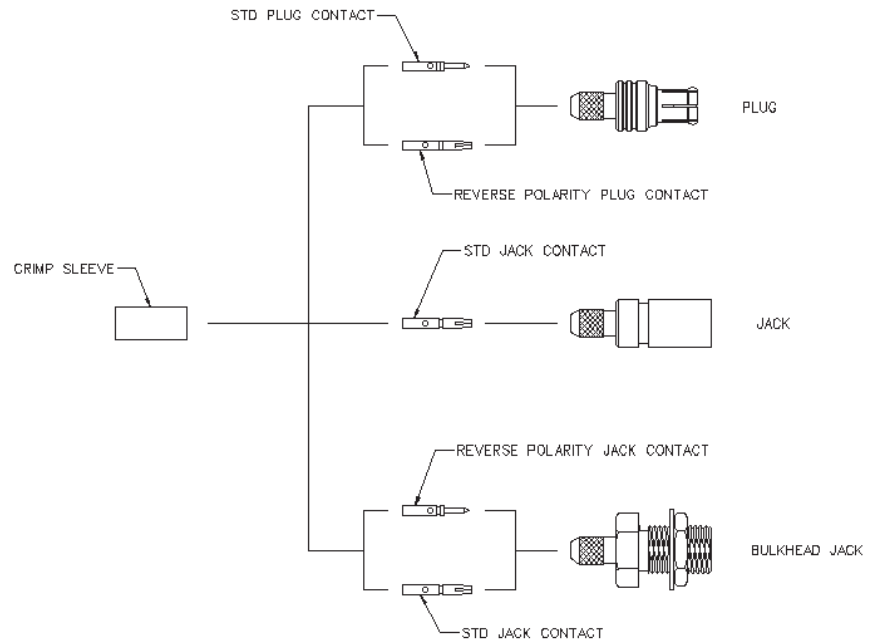 STD PLUG CONTACT
PLUG
REVERSE POLARITY PLUG CONTACT
STD JACK CONTACT
CRIMP SLEEVE
JACK
REVERSE POLARITY JACK CONTACT
BULKHEAD JACK
STD JACK CONTACT